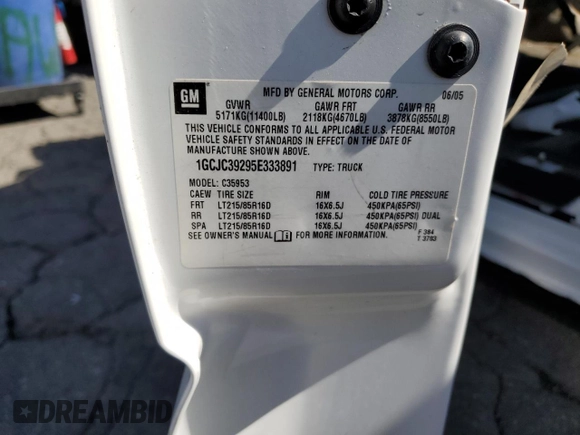 MFD BY GENERAL MOTORS CORP. 06/05
GM
GVWR GAWR FRT GAWR RR
5171KG(11400LB) 2118KG(4670LB) 3878KG(8550LB)
THIS VEHICLE CONFORMS TO ALL APPLICABLE U.S. FEDERAL MOTOR
VEHICLE SAFETY STANDARDS IN EFFECT ON THE DATE OF
MANUFACTURE SHOWN ABOVE.
1GCJC39295E333891 TYPE: TRUCK
MODEL: C35953
CAEW TIRE SIZE RIM COLD TIRE PRESSURE
FRT LT215/85R16D 16X6.5J 450KPA(65PSI)
RR LT215/85R16D 16X6.5J 450KPA(65PSI) DUAL
SPA LT215/85R16D 16X6.5J 450KPA(65PSI)
SEE OWNER'S MANUAL FOR MORE INFORMATION.
F 384
T 3783
DREAMBID